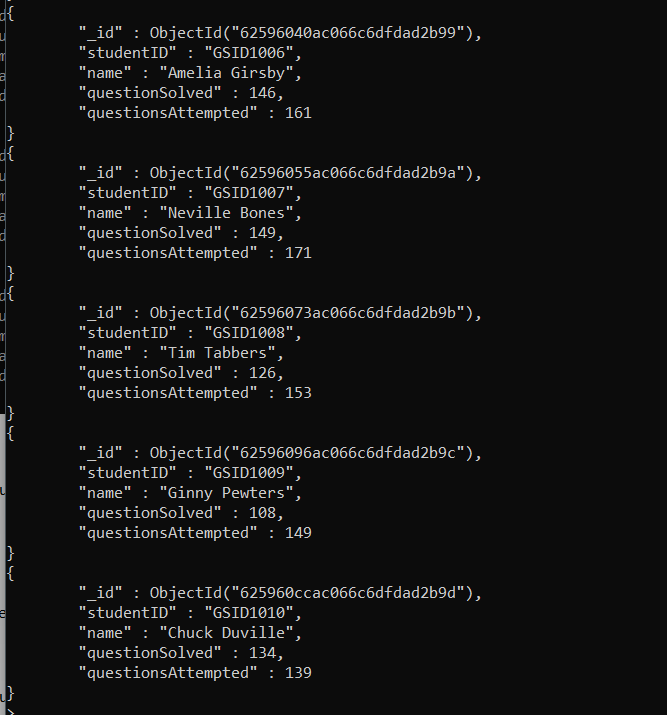 {
"_id" : ObjectId("62596040ac066c6dfdad2b99"),
"studentID" : "GSID1006",
"name" : "Amelia Girsby",
"questionSolved" : 146,
"questionsAttempted" : 161
}
{
"_id" : ObjectId("62596055ac066c6dfdad2b9a"),
"studentID" : "GSID1007",
"name" : "Neville Bones",
"questionSolved" : 149,
"questionsAttempted" : 171
}
{
"_id" : ObjectId("62596073ac066c6dfdad2b9b"),
"studentID" : "GSID1008",
"name" : "Tim Tabbers",
"questionSolved" : 126,
"questionsAttempted" : 153
}
{
"_id" : ObjectId("62596096ac066c6dfdad2b9c"),
"studentID" : "GSID1009",
"name" : "Ginny Pewters",
"questionSolved" : 108,
"questionsAttempted" : 149
}
{
"_id" : ObjectId("625960ccac066c6dfdad2b9d"),
"studentID" : "GSID1010",
"name" : "Chuck Duville",
"questionSolved" : 134,
"questionsAttempted" : 139
}
>